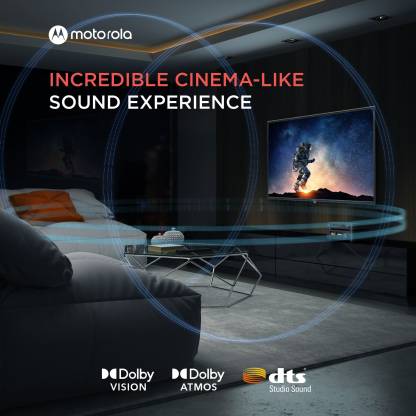 motorola
INCREDIBLE CINEMA-LIKE
SOUND EXPERIENCE
Dolby Dolby dts
VISION ATMOS Studio Sound